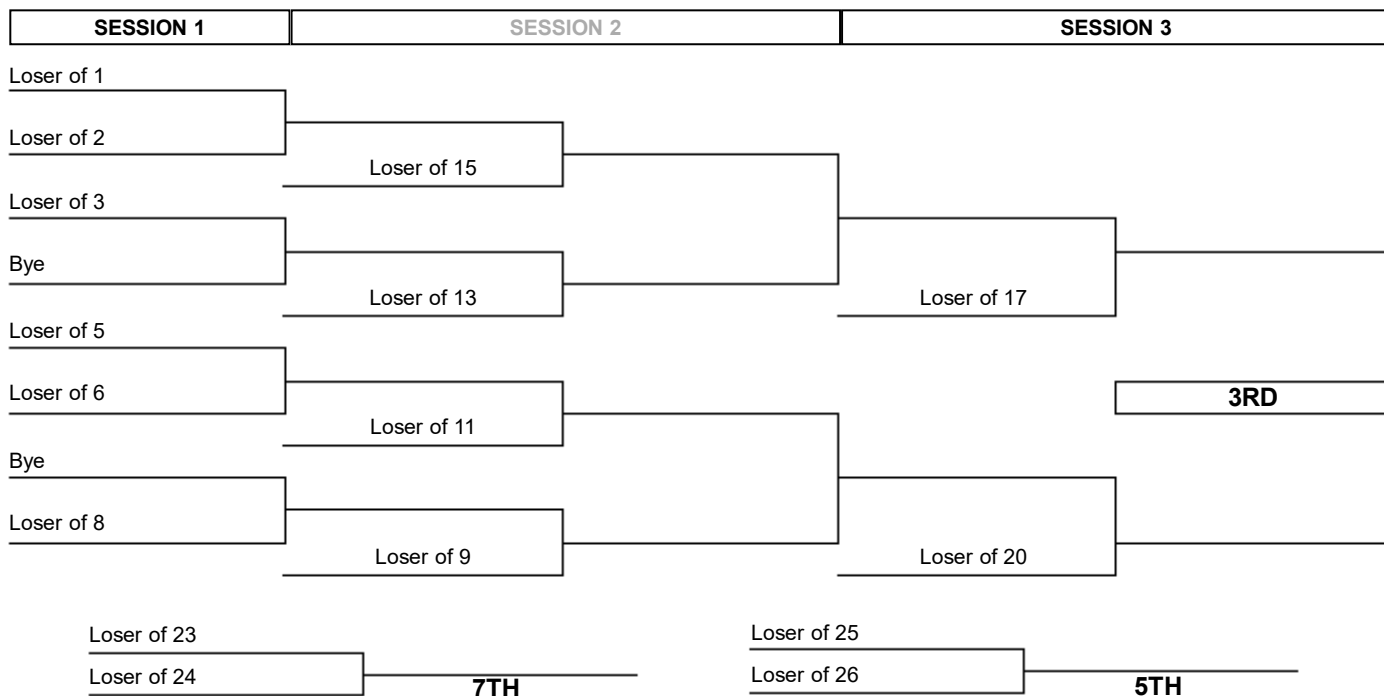 SESSION 1 SESSION 2 SESSION 3
Loser of 1
Loser of 2
Loser of 15
Loser of 3
Bye
Loser of 13
Loser of 17
Loser of 5
Loser of 6
3RD
Loser of 11
Bye
Loser of 8
Loser of 9
Loser of 20
Loser of 23
Loser of 24
7TH
Loser of 25
Loser of 26
5TH